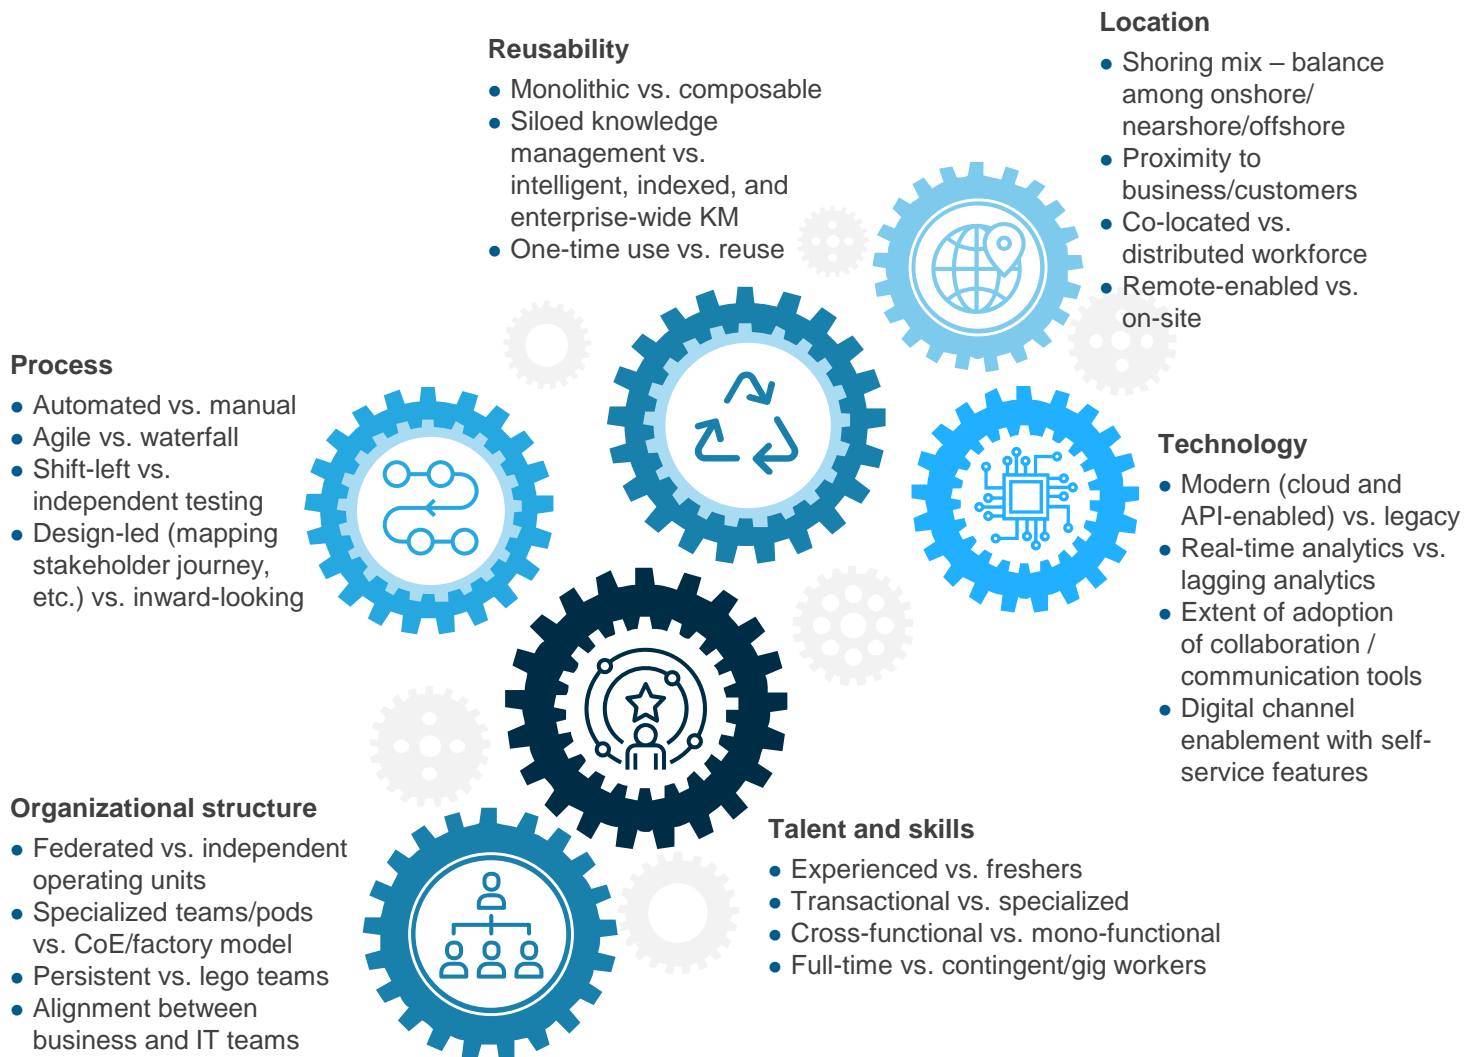 Reusability
● Monolithic vs. composable
● Siloed knowledge
management vs.
intelligent, indexed, and
enterprise-wide KM
● One-time use vs. reuse
Location
● Shoring mix – balance
among onshore/
nearshore/offshore
● Proximity to
business/customers
● Co-located vs.
distributed workforce
● Remote-enabled vs.
on-site
Process
● Automated vs. manual
● Agile vs. waterfall
● Shift-left vs.
independent testing
● Design-led (mapping
stakeholder journey,
etc.) vs. inward-looking
Technology
● Modern (cloud and
API-enabled) vs. legacy
● Real-time analytics vs.
lagging analytics
● Extent of adoption
of collaboration /
communication tools
● Digital channel
enablement with self-
service features
Organizational structure
● Federated vs. independent
operating units
● Specialized teams/pods
vs. CoE/factory model
● Persistent vs. lego teams
● Alignment between
business and IT teams
Talent and skills
● Experienced vs. freshers
● Transactional vs. specialized
● Cross-functional vs. mono-functional
● Full-time vs. contingent/gig workers